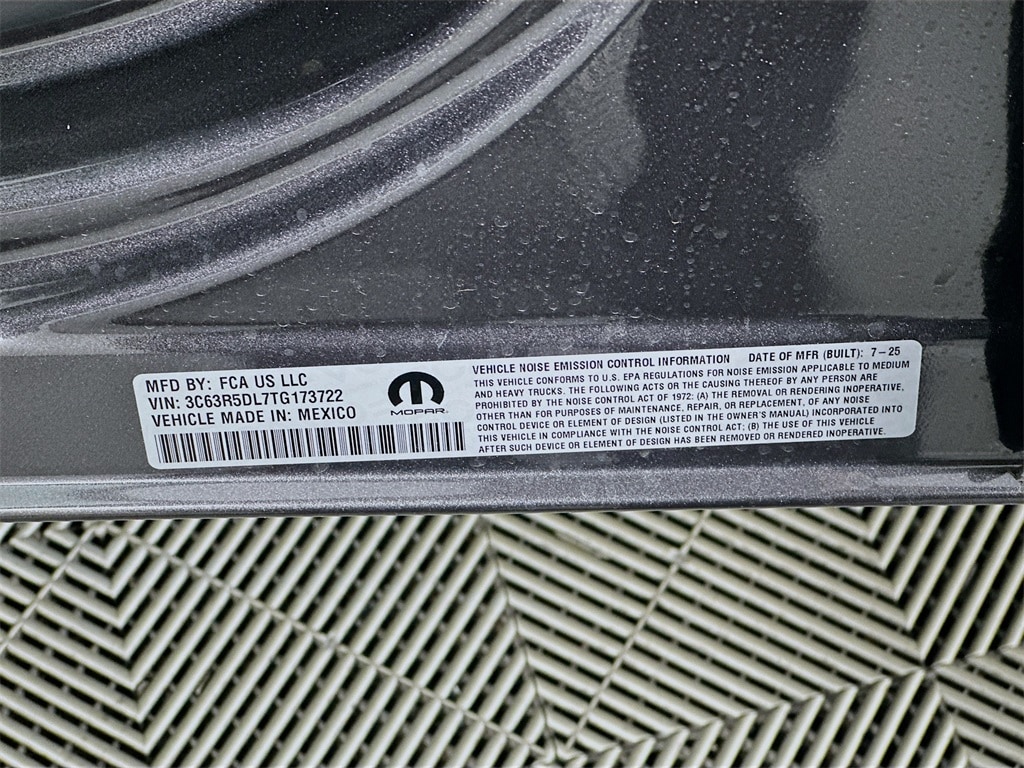 MFD BY: FCA US LLC
VIN: 3C63R5DL7TG173722
VEHICLE MADE IN: MEXICO
MOPAR
VEHICLE NOISE EMISSION CONTROL INFORMATION DATE OF MFR (BUILT): 7-25
THIS VEHICLE CONFORMS TO U.S. EPA REGULATIONS FOR NOISE EMISSION APPLICABLE TO MEDIUM
AND HEAVY TRUCKS. THE FOLLOWING ACTS OR CAUSING THEREOF BY ANY PERSON ARE
PROHIBITED BY THE NOISE CONTROL ACT OF 1972: (A) THE REMOVAL OR RENDERING INOPERATIVE,
OTHER THAN FOR PURPOSES OF MAINTENANCE, REPAIR, OR REPLACEMENT, OF ANY NOISE
CONTROL DEVICE OR ELEMENT OF DESIGN (LISTED IN THE OWNER'S MANUAL) INCORPORATED INTO
THIS VEHICLE IN COMPLIANCE WITH THE NOISE CONTROL ACT; (B) THE USE OF THIS VEHICLE
AFTER SUCH DEVICE OR ELEMENT OF DESIGN HAS BEEN REMOVED OR RENDERED INOPERATIVE.